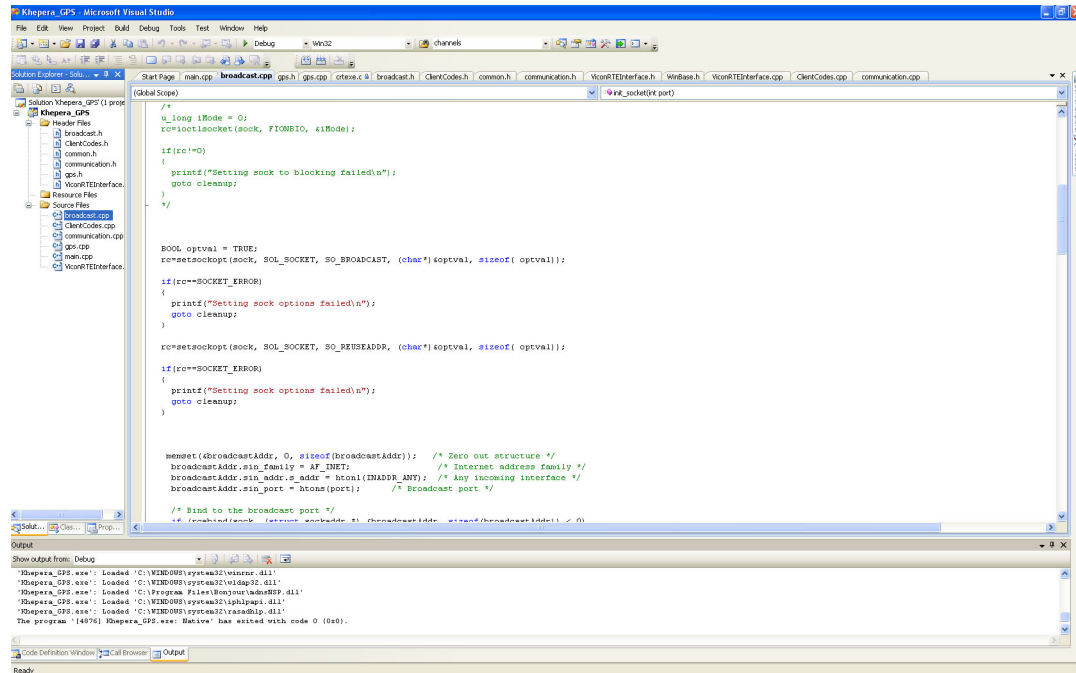 Khepera_GPS - Microsoft Visual Studio
File Edit View Project Build Debug Tools Test Window Help
Debug Win32 channels
Solution Explorer - Solu...
Start Page main.cpp broadcast.cpp gps.h gps.cpp crtexe.c broadcast.h ClientCodes.h common.h communication.h ViconRTEInterface.h WinBase.h ViconRTEInterface.cpp ClientCodes.cpp communication.cpp
(Global Scope) init_socket(int port)
Solution 'Khepera_GPS' (1 proje
Khepera_GPS
Header Files
broadcast.h
ClientCodes.h
common.h
communication.h
gps.h
ViconRTEInterface.
Resource Files
Source Files
broadcast.cpp
ClientCodes.cpp
communication.cpp
gps.cpp
main.cpp
ViconRTEInterface.
Solut... Clas... Prop...
/*
u_long iMode = 0;
rc=ioctlsocket(sock, FIONBIO, &iMode);
if(rc!=0)
{
printf("Setting sock to blocking failed\n");
goto cleanup;
}
*/
BOOL optval = TRUE;
rc=setsockopt(sock, SOL_SOCKET, SO_BROADCAST, (char*)&optval, sizeof( optval));
if(rc==SOCKET_ERROR)
{
printf("Setting sock options failed\n");
goto cleanup;
}
rc=setsockopt(sock, SOL_SOCKET, SO_REUSEADDR, (char*)&optval, sizeof( optval));
if(rc==SOCKET_ERROR)
{
printf("Setting sock options failed\n");
goto cleanup;
}
memset(&broadcastAddr, 0, sizeof(broadcastAddr)); /* Zero out structure */
broadcastAddr.sin_family = AF_INET; /* Internet address family */
broadcastAddr.sin_addr.s_addr = htonl(INADDR_ANY); /* Any incoming interface */
broadcastAddr.sin_port = htons(port); /* Broadcast port */
/* Bind to the broadcast port */
if (rc=bind(sock, (struct sockaddr *) &broadcastAddr, sizeof(broadcastAddr)) < 0)
Output
Show output from: Debug
'Khepera_GPS.exe': Loaded 'C:\WINDOWS\system32\winrnr.dll'
'Khepera_GPS.exe': Loaded 'C:\WINDOWS\system32\wldap32.dll'
'Khepera_GPS.exe': Loaded 'C:\Program Files\Bonjour\mdnsNSP.dll'
'Khepera_GPS.exe': Loaded 'C:\WINDOWS\system32\iphlpapi.dll'
'Khepera_GPS.exe': Loaded 'C:\WINDOWS\system32\rasadhlp.dll'
The program '[4876] Khepera_GPS.exe: Native' has exited with code 0 (0x0).
Code Definition Window Call Browser Output
Ready